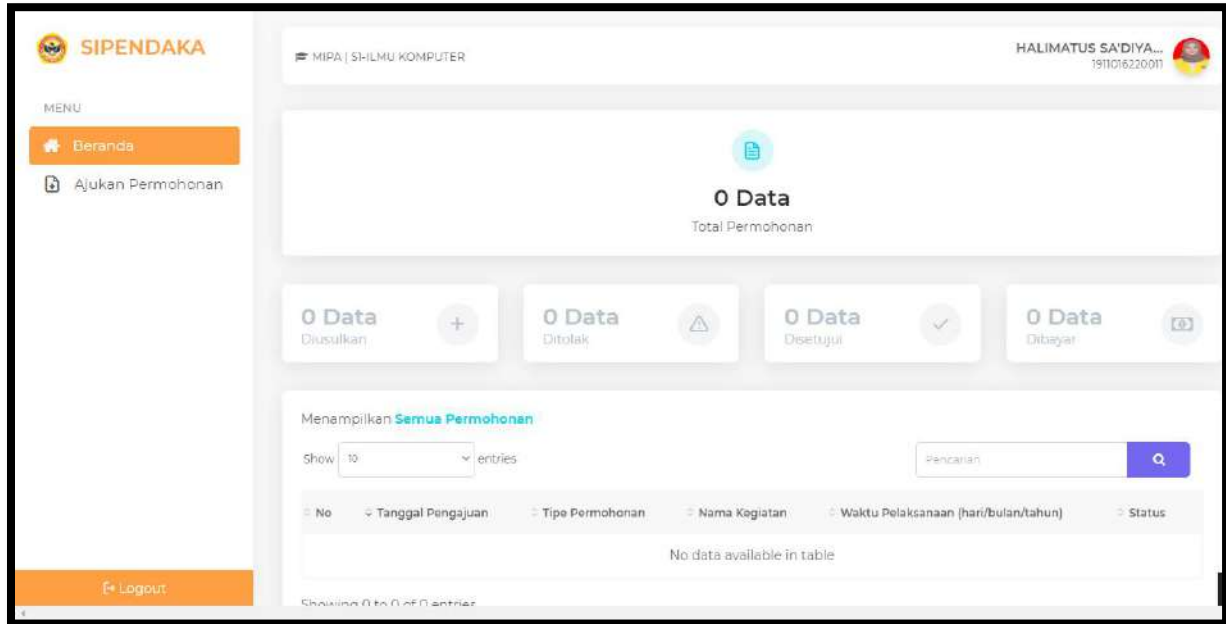 SIPENDAKA
MIPA | S1-ILMU KOMPUTER
HALIMATUS SA'DIYA...
1911016220011
MENU
Beranda
Ajukan Permohonan
0 Data
Total Permohonan
0 Data
Diusulkan
0 Data
Ditolak
0 Data
Disetujui
0 Data
Dibayar
Menampilkan Semua Permohonan
Show 10 entries
Pencarian
No Tanggal Pengajuan Tipe Permohonan Nama Kegiatan Waktu Pelaksanaan (hari/bulan/tahun) Status
No data available in table
Showing 0 to 0 of 0 entries
Logout